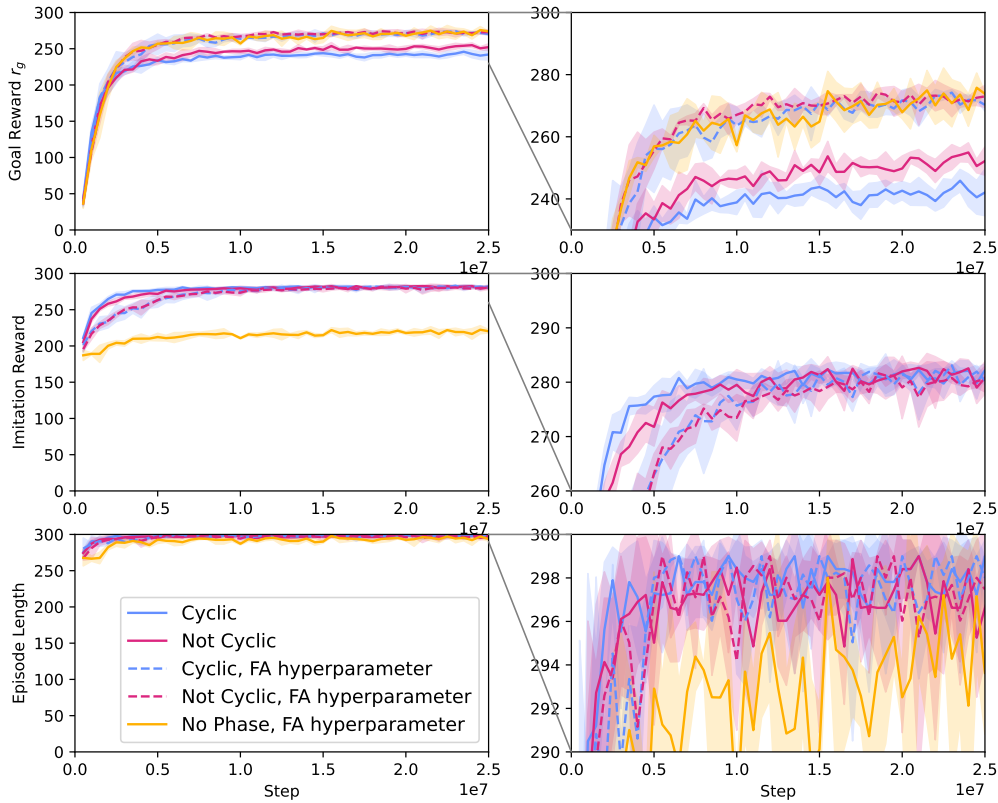 Goal Reward r_g
300
250
200
150
100
50
0
0.0 0.5 1.0 1.5 2.0 2.5
1e7
300
280
260
240
0.0 0.5 1.0 1.5 2.0 2.5
1e7
Imitation Reward
300
250
200
150
100
50
0
0.0 0.5 1.0 1.5 2.0 2.5
1e7
300
290
280
270
260
0.0 0.5 1.0 1.5 2.0 2.5
1e7
Episode Length
300
250
200
150
100
50
0
Cyclic
Not Cyclic
Cyclic, FA hyperparameter
Not Cyclic, FA hyperparameter
No Phase, FA hyperparameter
0.0 0.5 1.0 1.5 2.0 2.5
Step
1e7
300
298
296
294
292
290
0.0 0.5 1.0 1.5 2.0 2.5
Step
1e7